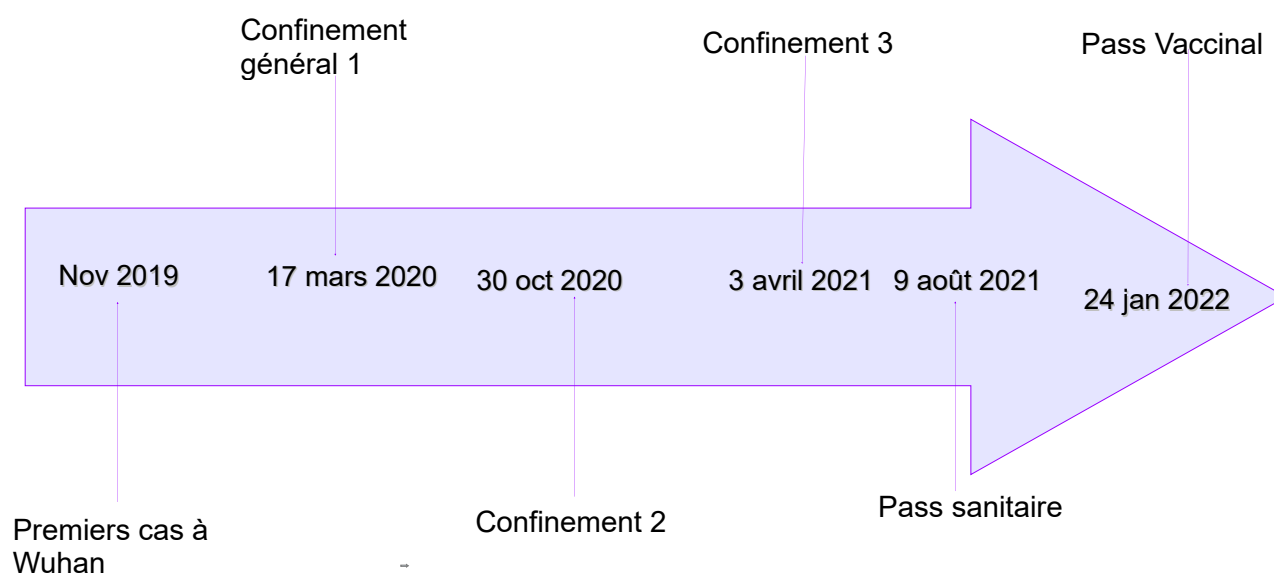 Confinement
général 1
Confinement 3
Pass Vaccinal
Nov 2019
17 mars 2020
30 oct 2020
3 avril 2021
9 août 2021
24 jan 2022
Premiers cas à
Wuhan
Confinement 2
Pass sanitaire